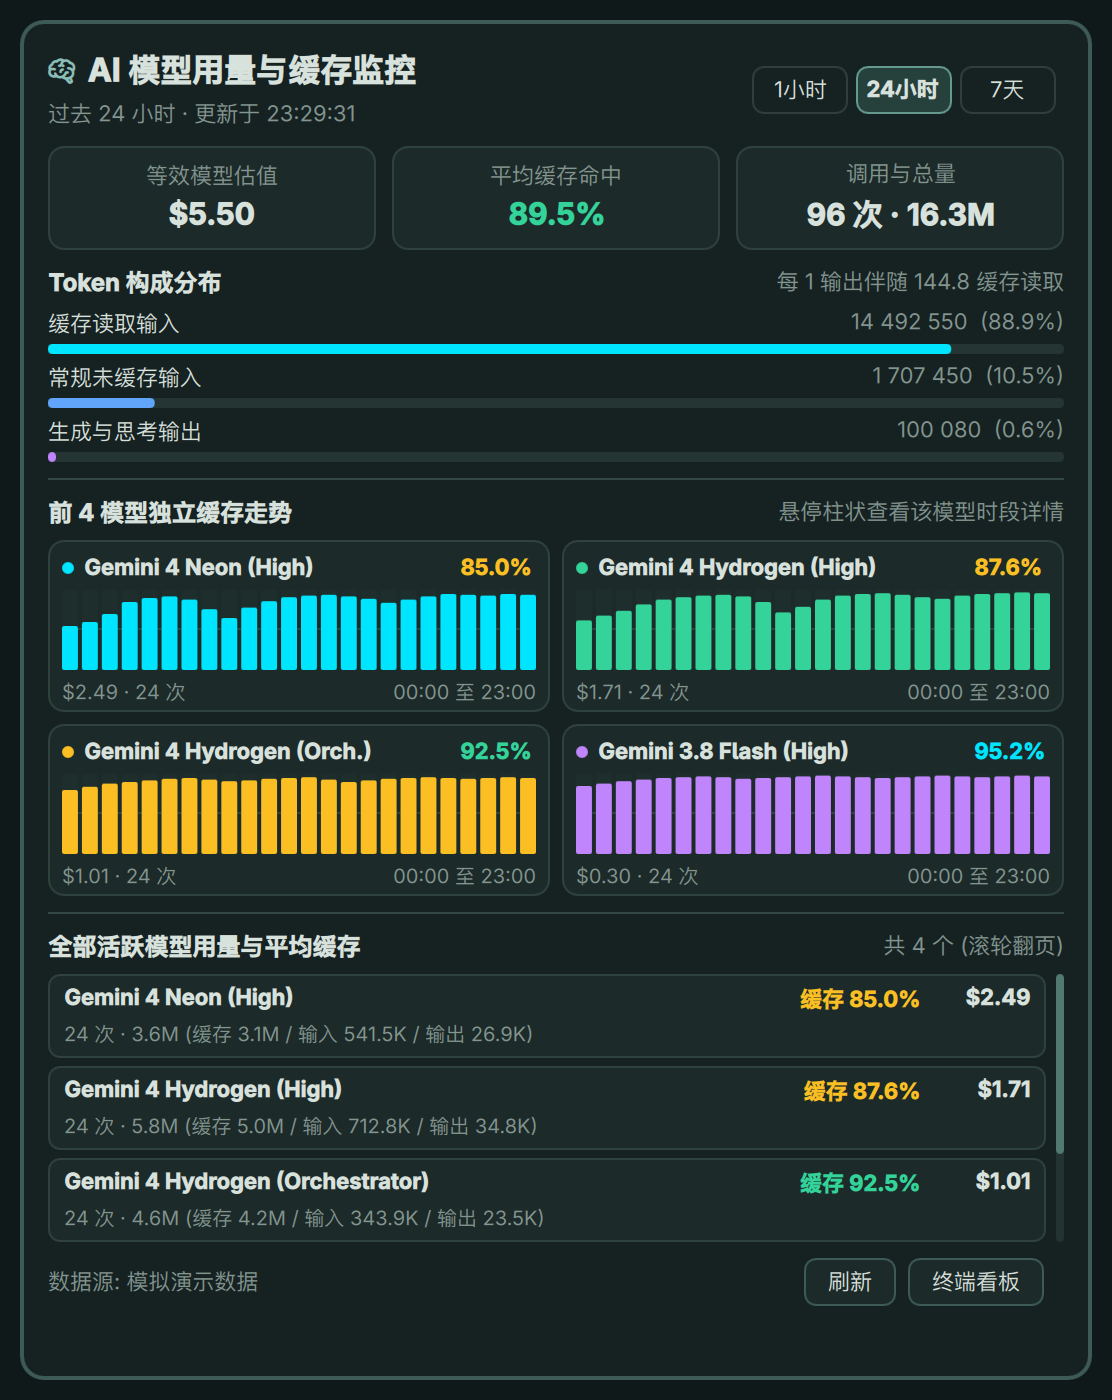 AI 模型用量与缓存监控
过去 24 小时 · 更新于 23:29:31
1小时 24小时 7天
等效模型估值 平均缓存命中 调用与总量
$5.50 89.5% 96 次 · 16.3M
Token 构成分布 每 1 输出伴随 144.8 缓存读取
缓存读取输入 14 492 550 (88.9%)
常规未缓存输入 1 707 450 (10.5%)
生成与思考输出 100 080 (0.6%)
前 4 模型独立缓存走势 悬停柱状查看该模型时段详情
Gemini 4 Neon (High) 85.0%
$2.49 · 24 次 00:00 至 23:00
Gemini 4 Hydrogen (High) 87.6%
$1.71 · 24 次 00:00 至 23:00
Gemini 4 Hydrogen (Orch.) 92.5%
$1.01 · 24 次 00:00 至 23:00
Gemini 3.8 Flash (High) 95.2%
$0.30 · 24 次 00:00 至 23:00
全部活跃模型用量与平均缓存 共 4 个 (滚轮翻页)
Gemini 4 Neon (High) 缓存 85.0% $2.49
24 次 · 3.6M (缓存 3.1M / 输入 541.5K / 输出 26.9K)
Gemini 4 Hydrogen (High) 缓存 87.6% $1.71
24 次 · 5.8M (缓存 5.0M / 输入 712.8K / 输出 34.8K)
Gemini 4 Hydrogen (Orchestrator) 缓存 92.5% $1.01
24 次 · 4.6M (缓存 4.2M / 输入 343.9K / 输出 23.5K)
数据源: 模拟演示数据 刷新 终端看板